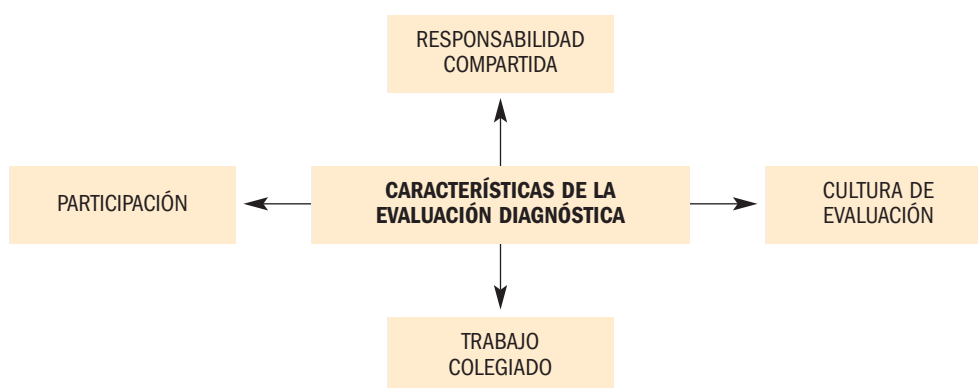 RESPONSABILIDAD
COMPARTIDA
PARTICIPACIÓN
CARACTERÍSTICAS DE LA
EVALUACIÓN DIAGNÓSTICA
CULTURA DE
EVALUACIÓN
TRABAJO
COLEGIADO